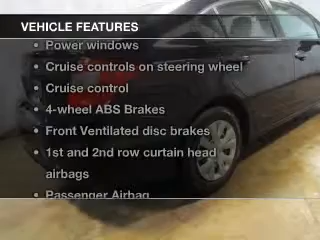 VEHICLE FEATURES
• Power windows
• Cruise controls on steering wheel
• Cruise control
• 4-wheel ABS Brakes
• Front Ventilated disc brakes
• 1st and 2nd row curtain head
airbags
• Passenger Airbag